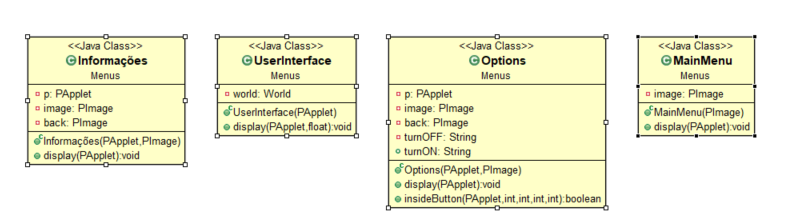 <<Java Class>>
Informações
Menus
p: PApplet
image: PImage
back: PImage
Informações(PApplet,PImage)
display(PApplet):void
<<Java Class>>
UserInterface
Menus
world: World
UserInterface(PApplet)
display(PApplet,float):void
<<Java Class>>
Options
Menus
p: PApplet
image: PImage
back: PImage
turnOFF: String
turnON: String
Options(PApplet,PImage)
display(PApplet):void
insideButton(PApplet,int,int,int,int):boolean
<<Java Class>>
MainMenu
Menus
image: PImage
MainMenu(PImage)
display(PApplet):void